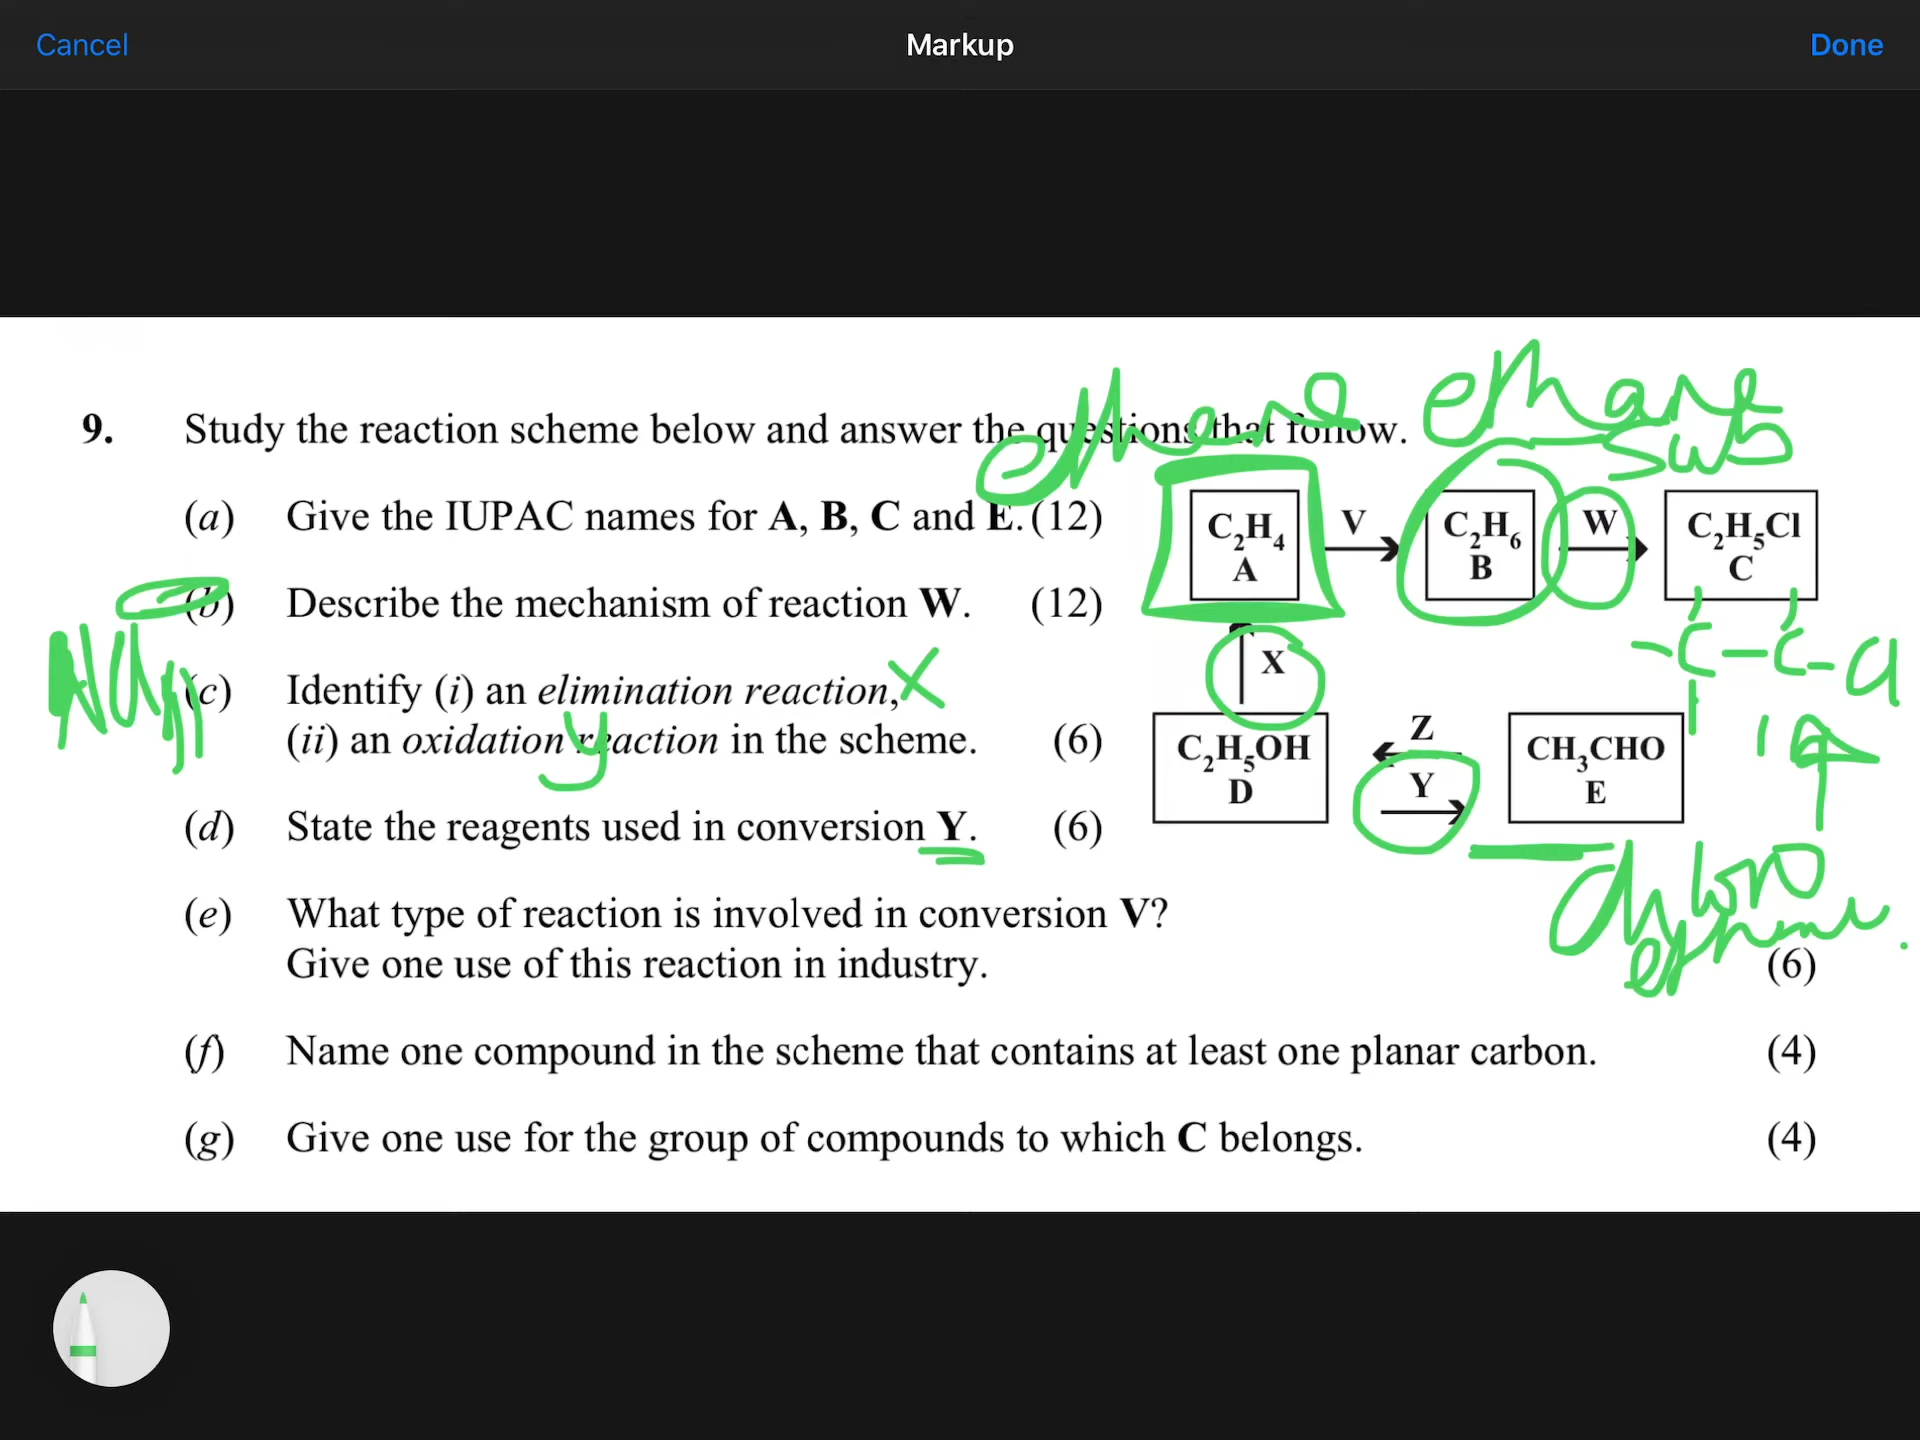 Cancel
Markup
Done
9. Study the reaction scheme below and answer the questions that follow.
ethene
ethane
sub
(a) Give the IUPAC names for A, B, C and E. (12)
(b) Describe the mechanism of reaction W. (12)
(c) Identify (i) an elimination reaction, x
(ii) an oxidation reaction in the scheme. (6)
y
(d) State the reagents used in conversion Y. (6)
(e) What type of reaction is involved in conversion V?
Give one use of this reaction in industry. (6)
(f) Name one compound in the scheme that contains at least one planar carbon. (4)
(g) Give one use for the group of compounds to which C belongs. (4)
C₂H₄
A
V
C₂H₆
B
W
C₂H₅Cl
C
X
-C-C-Cl
C₂H₅OH
D
Z
Y
CH₃CHO
E
chloro